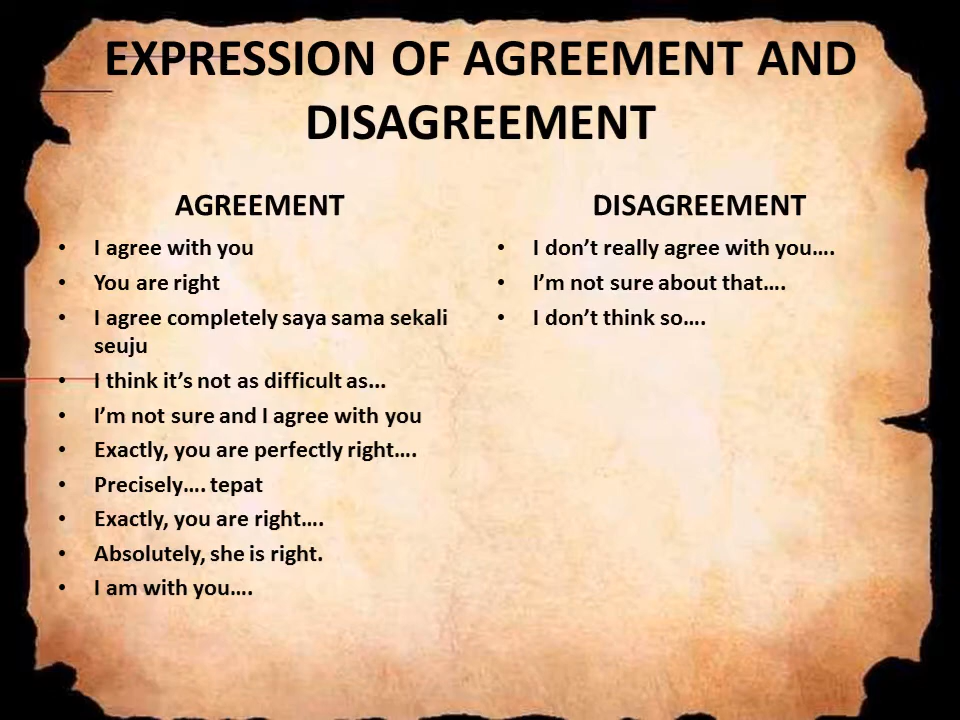 EXPRESSION OF AGREEMENT AND
DISAGREEMENT
AGREEMENT
• I agree with you
• You are right
• I agree completely saya sama sekali
seuju
• I think it's not as difficult as...
• I'm not sure and I agree with you
• Exactly, you are perfectly right....
• Precisely.... tepat
• Exactly, you are right....
• Absolutely, she is right.
• I am with you....
DISAGREEMENT
• I don't really agree with you....
• I'm not sure about that....
• I don't think so....